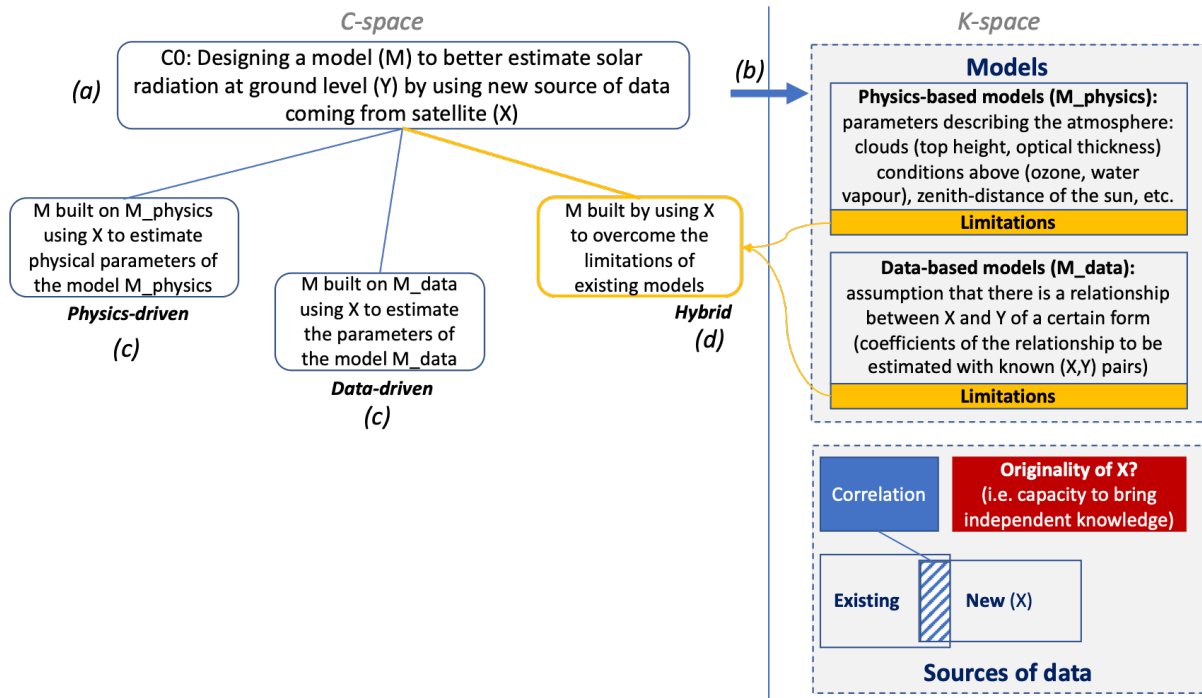 C-space
K-space
(a)
C0: Designing a model (M) to better estimate solar
radiation at ground level (Y) by using new source of data
coming from satellite (X)
(b)
Models
Physics-based models (M_physics):
parameters describing the atmosphere:
clouds (top height, optical thickness)
conditions above (ozone, water
vapour), zenith-distance of the sun, etc.
Limitations
M built on M_physics
using X to estimate
physical parameters of
the model M_physics
Physics-driven
(c)
M built on M_data
using X to estimate
the parameters of
the model M_data
Data-driven
(c)
M built by using X
to overcome the
limitations of
existing models
Hybrid
(d)
Data-based models (M_data):
assumption that there is a relationship
between X and Y of a certain form
(coefficients of the relationship to be
estimated with known (X,Y) pairs)
Limitations
Correlation
Originality of X?
(i.e. capacity to bring
independent knowledge)
Existing
New (X)
Sources of data